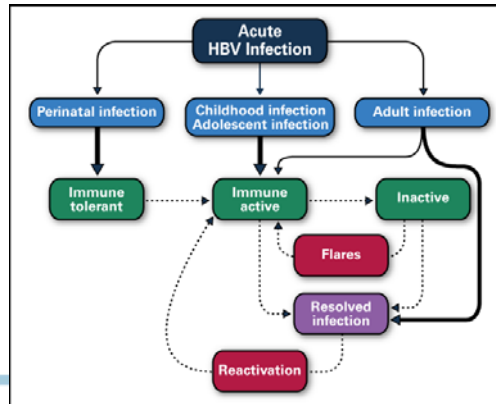 Acute
HBV Infection
Perinatal infection
Childhood infection
Adolescent infection
Adult infection
Immune
tolerant
Immune
active
Inactive
Flares
Resolved
infection
Reactivation